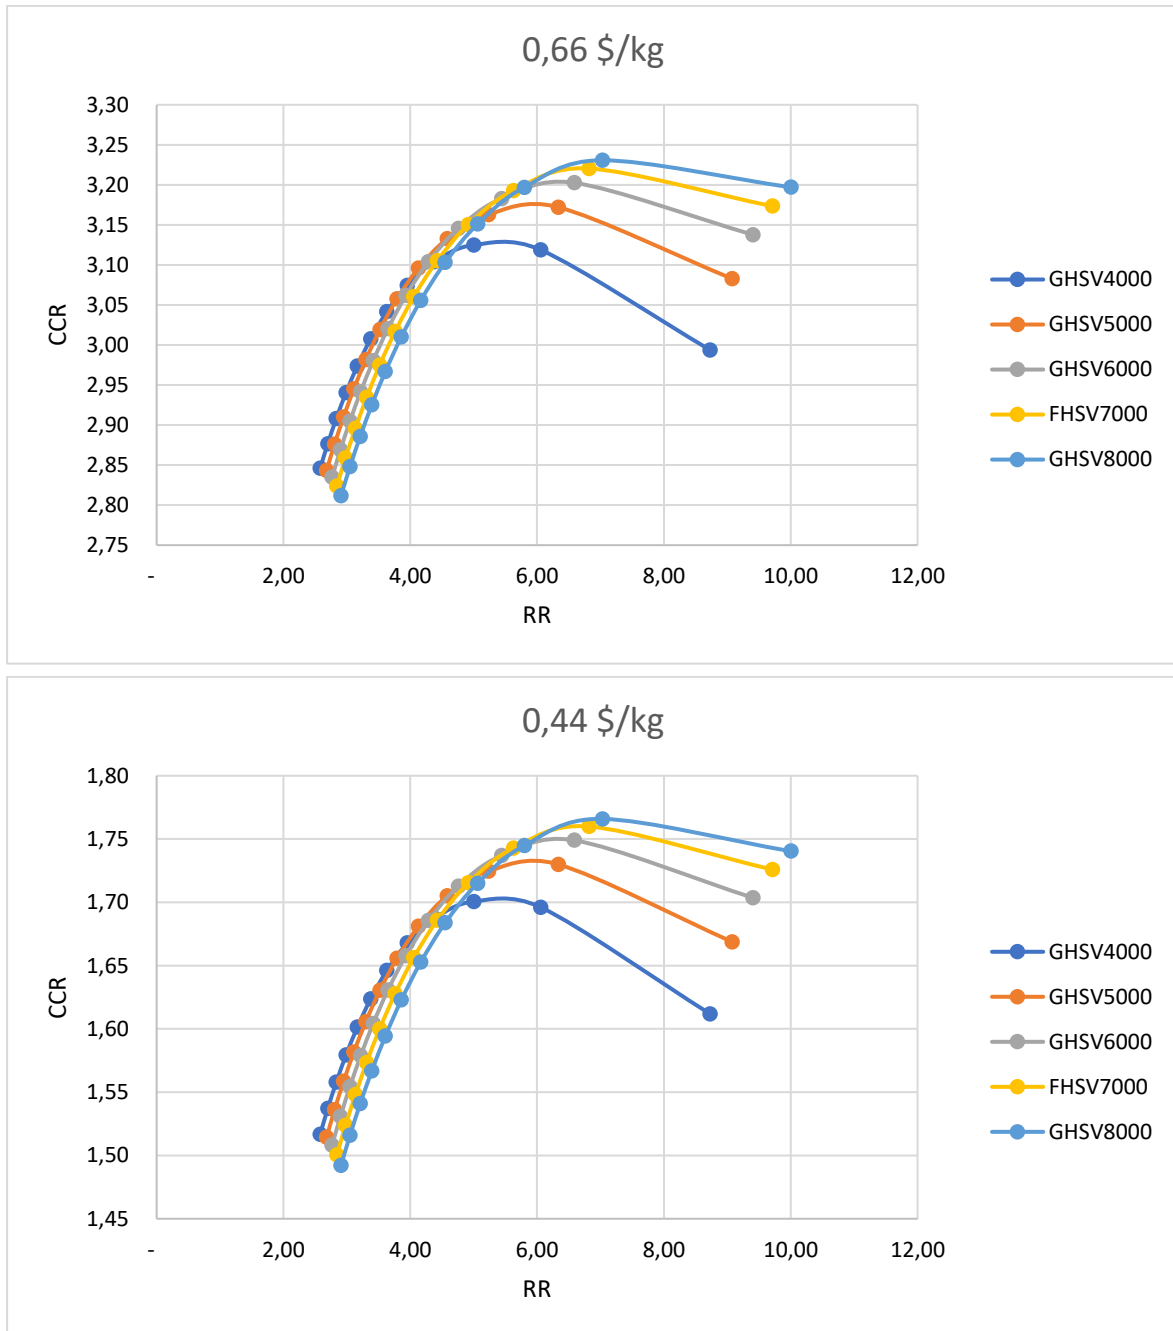 0,66 $/kg
3,30
3,25
3,20
3,15
3,10
3,05
3,00
2,95
2,90
2,85
2,80
2,75
CCR
- 2,00 4,00 6,00 8,00 10,00 12,00
RR
GHSV4000
GHSV5000
GHSV6000
FHSV7000
GHSV8000
0,44 $/kg
1,80
1,75
1,70
1,65
1,60
1,55
1,50
1,45
CCR
- 2,00 4,00 6,00 8,00 10,00 12,00
RR
GHSV4000
GHSV5000
GHSV6000
FHSV7000
GHSV8000